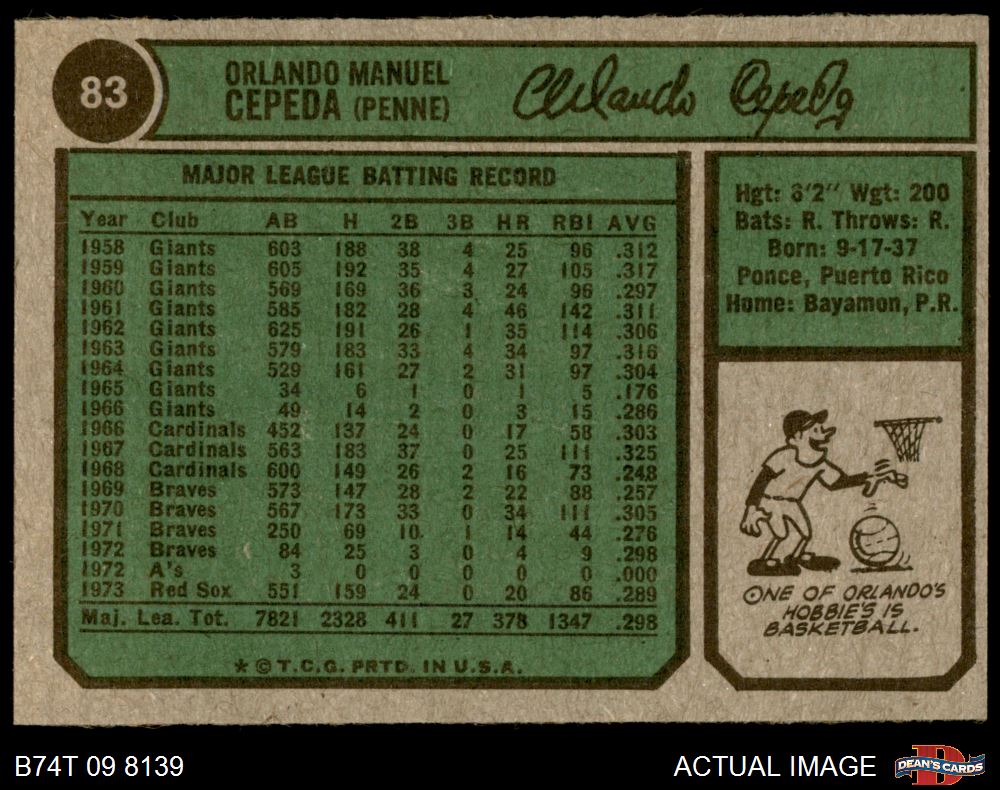 83
ORLANDO MANUEL
CEPEDA (PENNE)
Orlando Cepeda
MAJOR LEAGUE BATTING RECORD
Year Club AB H 2B 3B HR RBI AVG
1958 Giants 603 188 38 4 25 96 .312
1959 Giants 605 192 35 4 27 105 .317
1960 Giants 569 169 36 3 24 96 .297
1961 Giants 585 182 28 4 46 142 .311
1962 Giants 625 191 26 1 35 114 .306
1963 Giants 579 183 33 4 34 97 .316
1964 Giants 529 161 27 2 31 97 .304
1965 Giants 34 6 1 0 1 5 .176
1966 Giants 49 14 2 0 3 15 .286
1966 Cardinals 452 137 24 0 17 58 .303
1967 Cardinals 563 183 37 0 25 111 .325
1968 Cardinals 600 149 26 2 16 73 .248
1969 Braves 573 147 28 2 22 88 .257
1970 Braves 567 173 33 0 34 111 .305
1971 Braves 250 69 10 1 14 44 .276
1972 Braves 84 25 3 0 4 9 .298
1972 A's 3 0 0 0 0 0 .000
1973 Red Sox 551 159 24 0 20 86 .289
Maj. Lea. Tot. 7821 2328 411 27 378 1347 .298
* © T.C.G. PRTD. IN U.S.A.
Hgt: 6'2" Wgt: 200
Bats: R. Throws: R.
Born: 9-17-37
Ponce, Puerto Rico
Home: Bayamon, P.R.
ONE OF ORLANDO'S
HOBBIE'S IS
BASKETBALL.
B74T 09 8139
ACTUAL IMAGE
DEAN'S CARDS